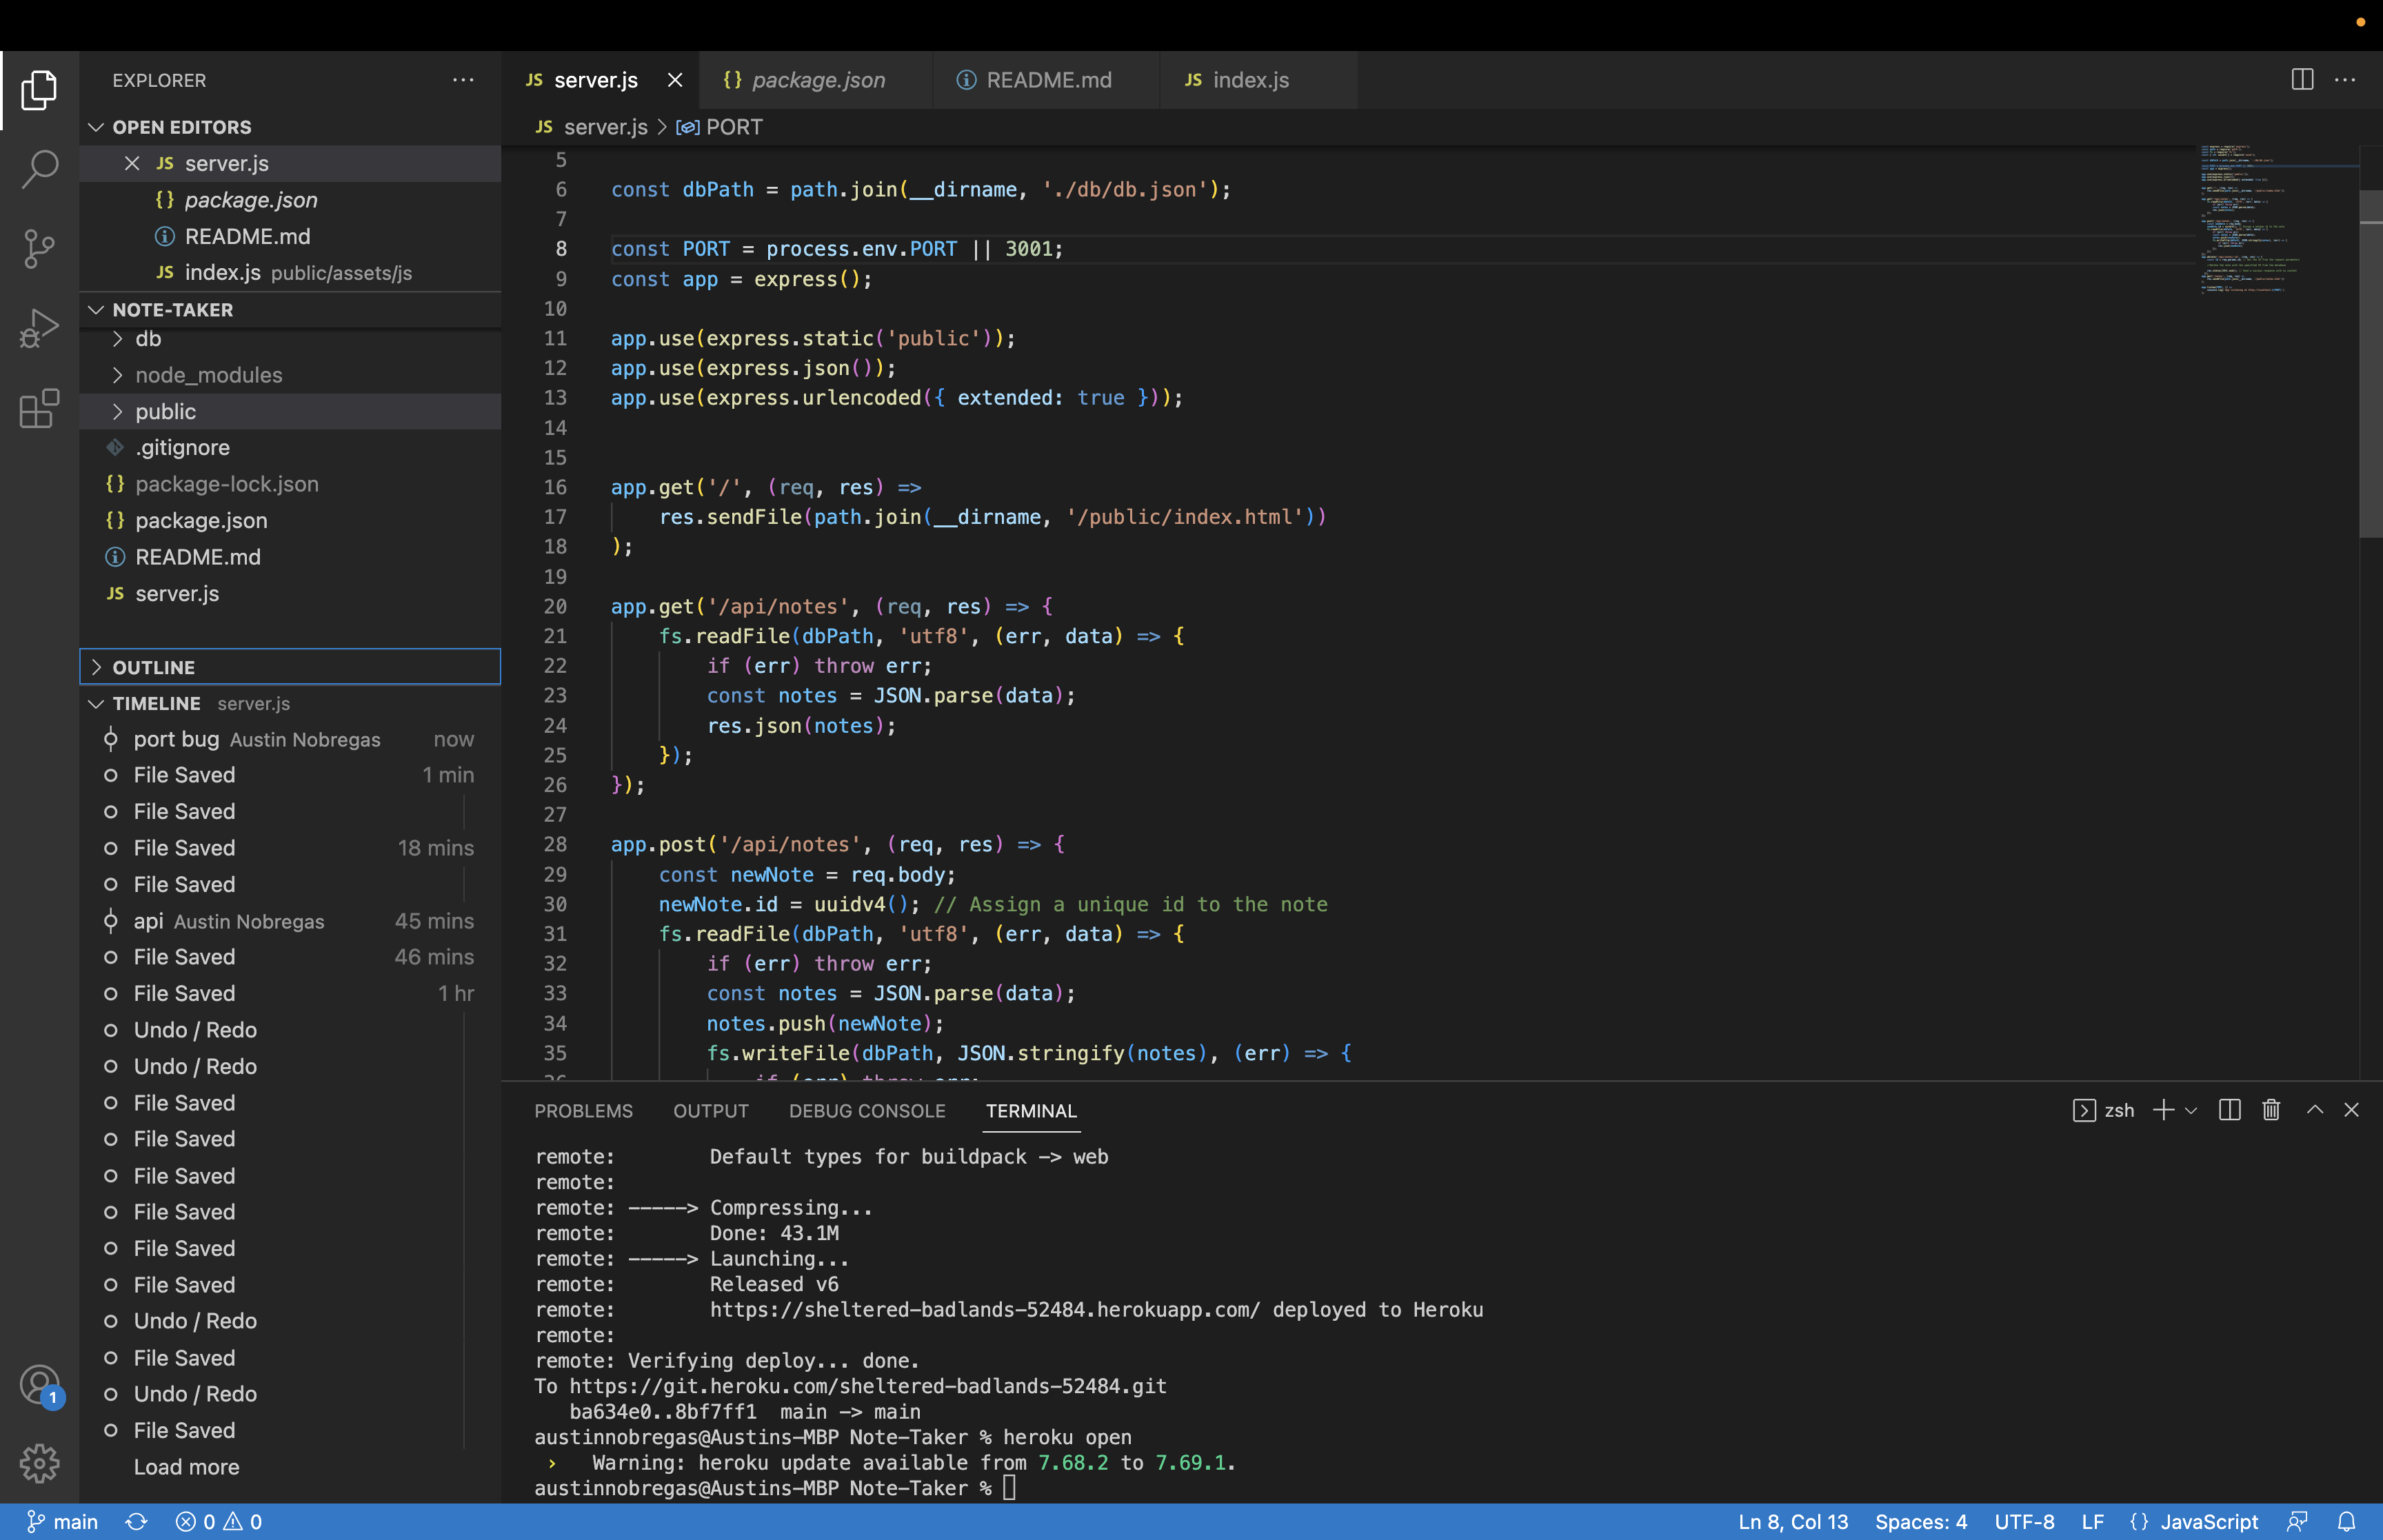 EXPLORER
OPEN EDITORS
JS server.js
{} package.json
README.md
JS index.js public/assets/js
NOTE-TAKER
db
node_modules
public
.gitignore
{} package-lock.json
{} package.json
README.md
JS server.js
OUTLINE
TIMELINE server.js
port bug Austin Nobregas now
File Saved 1 min
File Saved
File Saved 18 mins
File Saved
api Austin Nobregas 45 mins
File Saved 46 mins
File Saved 1 hr
Undo / Redo
Undo / Redo
File Saved
File Saved
File Saved
File Saved
File Saved
File Saved
Undo / Redo
File Saved
Undo / Redo
File Saved
Load more
1
JS server.js {} package.json README.md JS index.js
JS server.js > PORT
5
6 const dbPath = path.join(__dirname, './db/db.json');
7
8 const PORT = process.env.PORT || 3001;
9 const app = express();
10
11 app.use(express.static('public'));
12 app.use(express.json());
13 app.use(express.urlencoded({ extended: true }));
14
15
16 app.get('/', (req, res) =>
17 res.sendFile(path.join(__dirname, '/public/index.html'))
18 );
19
20 app.get('/api/notes', (req, res) => {
21 fs.readFile(dbPath, 'utf8', (err, data) => {
22 if (err) throw err;
23 const notes = JSON.parse(data);
24 res.json(notes);
25 });
26 });
27
28 app.post('/api/notes', (req, res) => {
29 const newNote = req.body;
30 newNote.id = uuidv4(); // Assign a unique id to the note
31 fs.readFile(dbPath, 'utf8', (err, data) => {
32 if (err) throw err;
33 const notes = JSON.parse(data);
34 notes.push(newNote);
35 fs.writeFile(dbPath, JSON.stringify(notes), (err) => {
PROBLEMS OUTPUT DEBUG CONSOLE TERMINAL zsh
remote: Default types for buildpack -> web
remote:
remote: -----> Compressing...
remote: Done: 43.1M
remote: -----> Launching...
remote: Released v6
remote: https://sheltered-badlands-52484.herokuapp.com/ deployed to Heroku
remote:
remote: Verifying deploy... done.
To https://git.heroku.com/sheltered-badlands-52484.git
ba634e0..8bf7ff1 main -> main
austinnobregas@Austins-MBP Note-Taker % heroku open
› Warning: heroku update available from 7.68.2 to 7.69.1.
austinnobregas@Austins-MBP Note-Taker %
main 0 0 Ln 8, Col 13 Spaces: 4 UTF-8 LF {} JavaScript